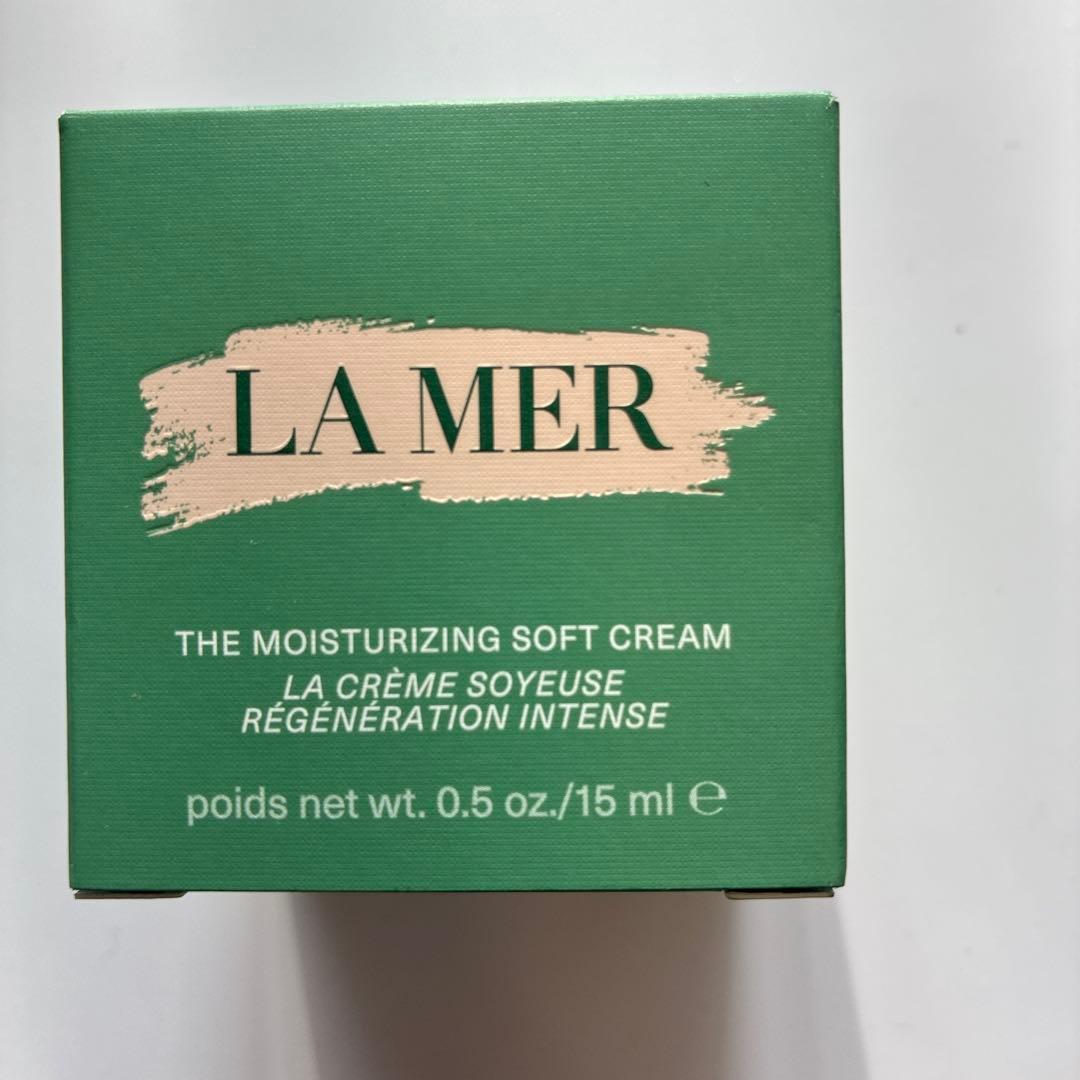 LA MER
THE MOISTURIZING SOFT CREAM
LA CRÈME SOYEUSE
RÉGÉNÉRATION INTENSE
poids net wt. 0.5 oz./15 ml ℮